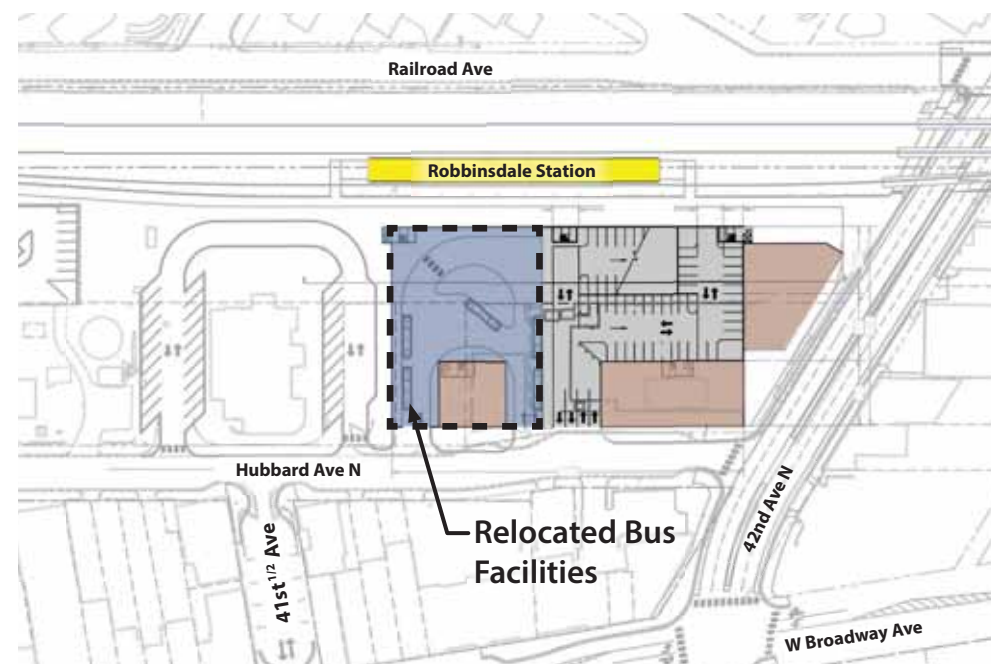 Railroad Ave
Robbinsdale Station
Hubbard Ave N
41st 1/2 Ave
Relocated Bus
Facilities
42nd Ave N
W Broadway Ave